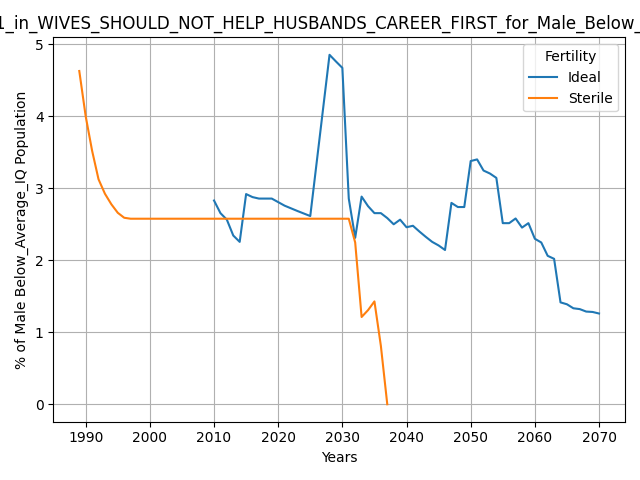 1_in_WIVES_SHOULD_NOT_HELP_HUSBANDS_CAREER_FIRST_for_Male_Below_
5
4
3
2
1
0
% of Male Below_Average_IQ Population
Fertility
Ideal
Sterile
1990 2000 2010 2020 2030 2040 2050 2060 2070
Years